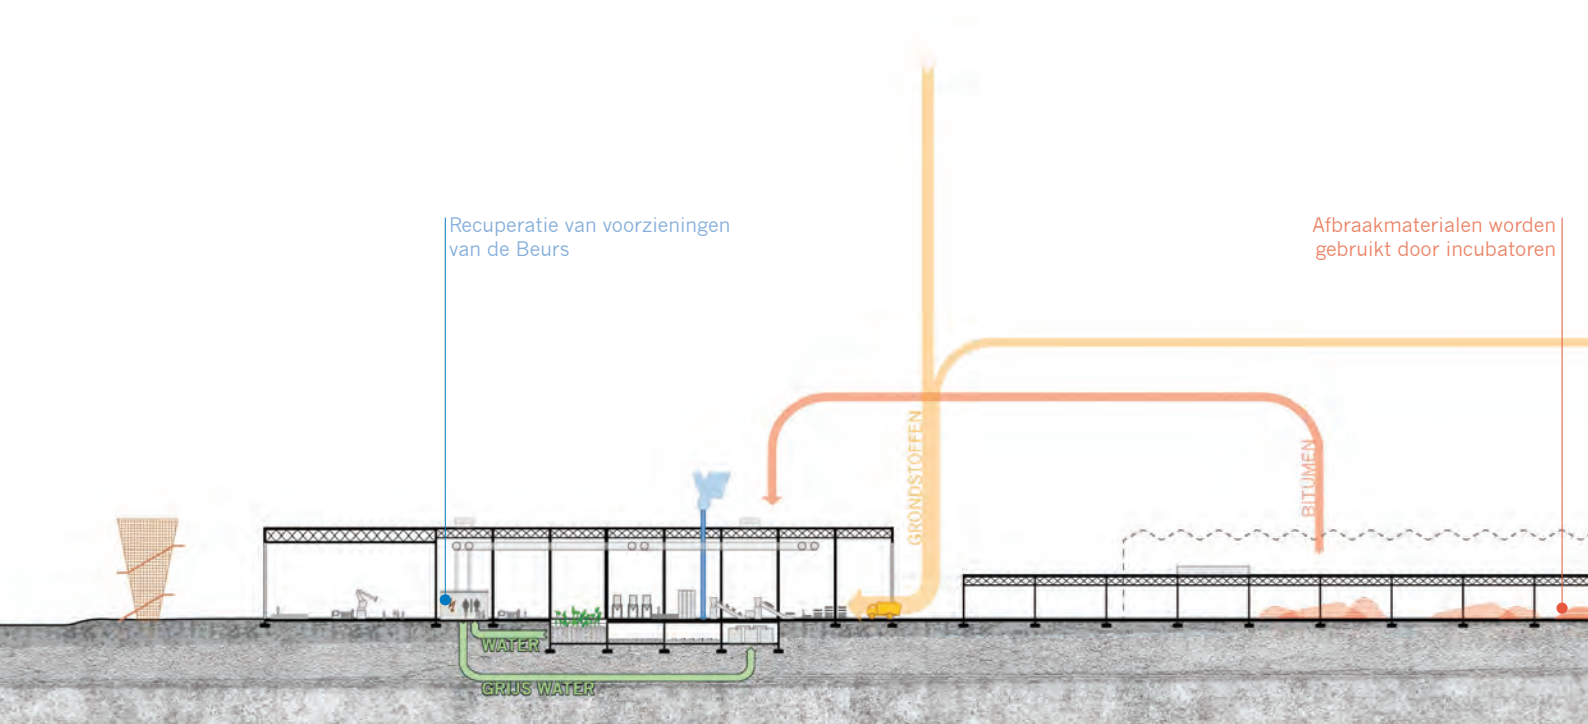 Recuperatie van voorzieningen
van de Beurs
Afbraakmaterialen worden
gebruikt door incubatoren
GRONDSTOFFEN
BITUMEN
WATER
GRIJS WATER